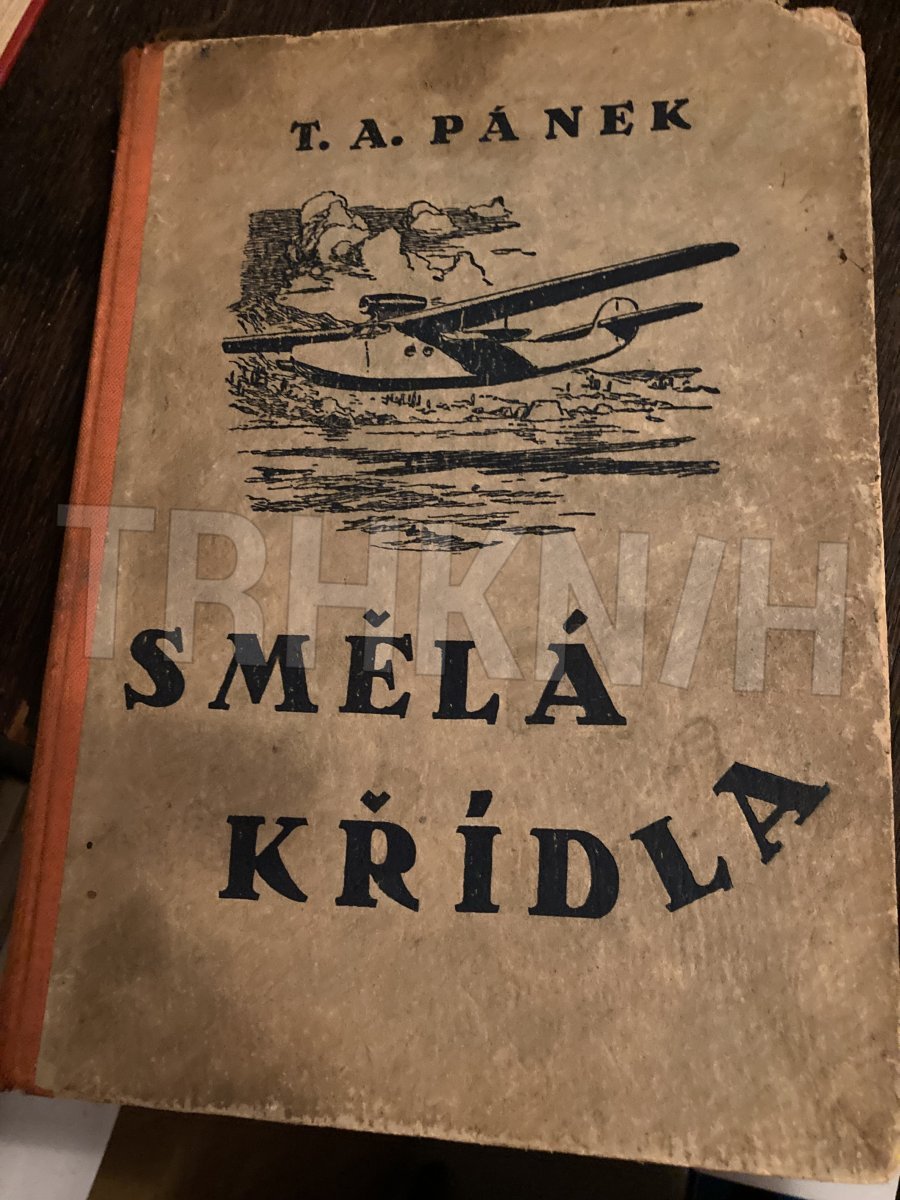 T. A. PÁNEK
TRHKNIH
SMĚLÁ
KŘÍDLA